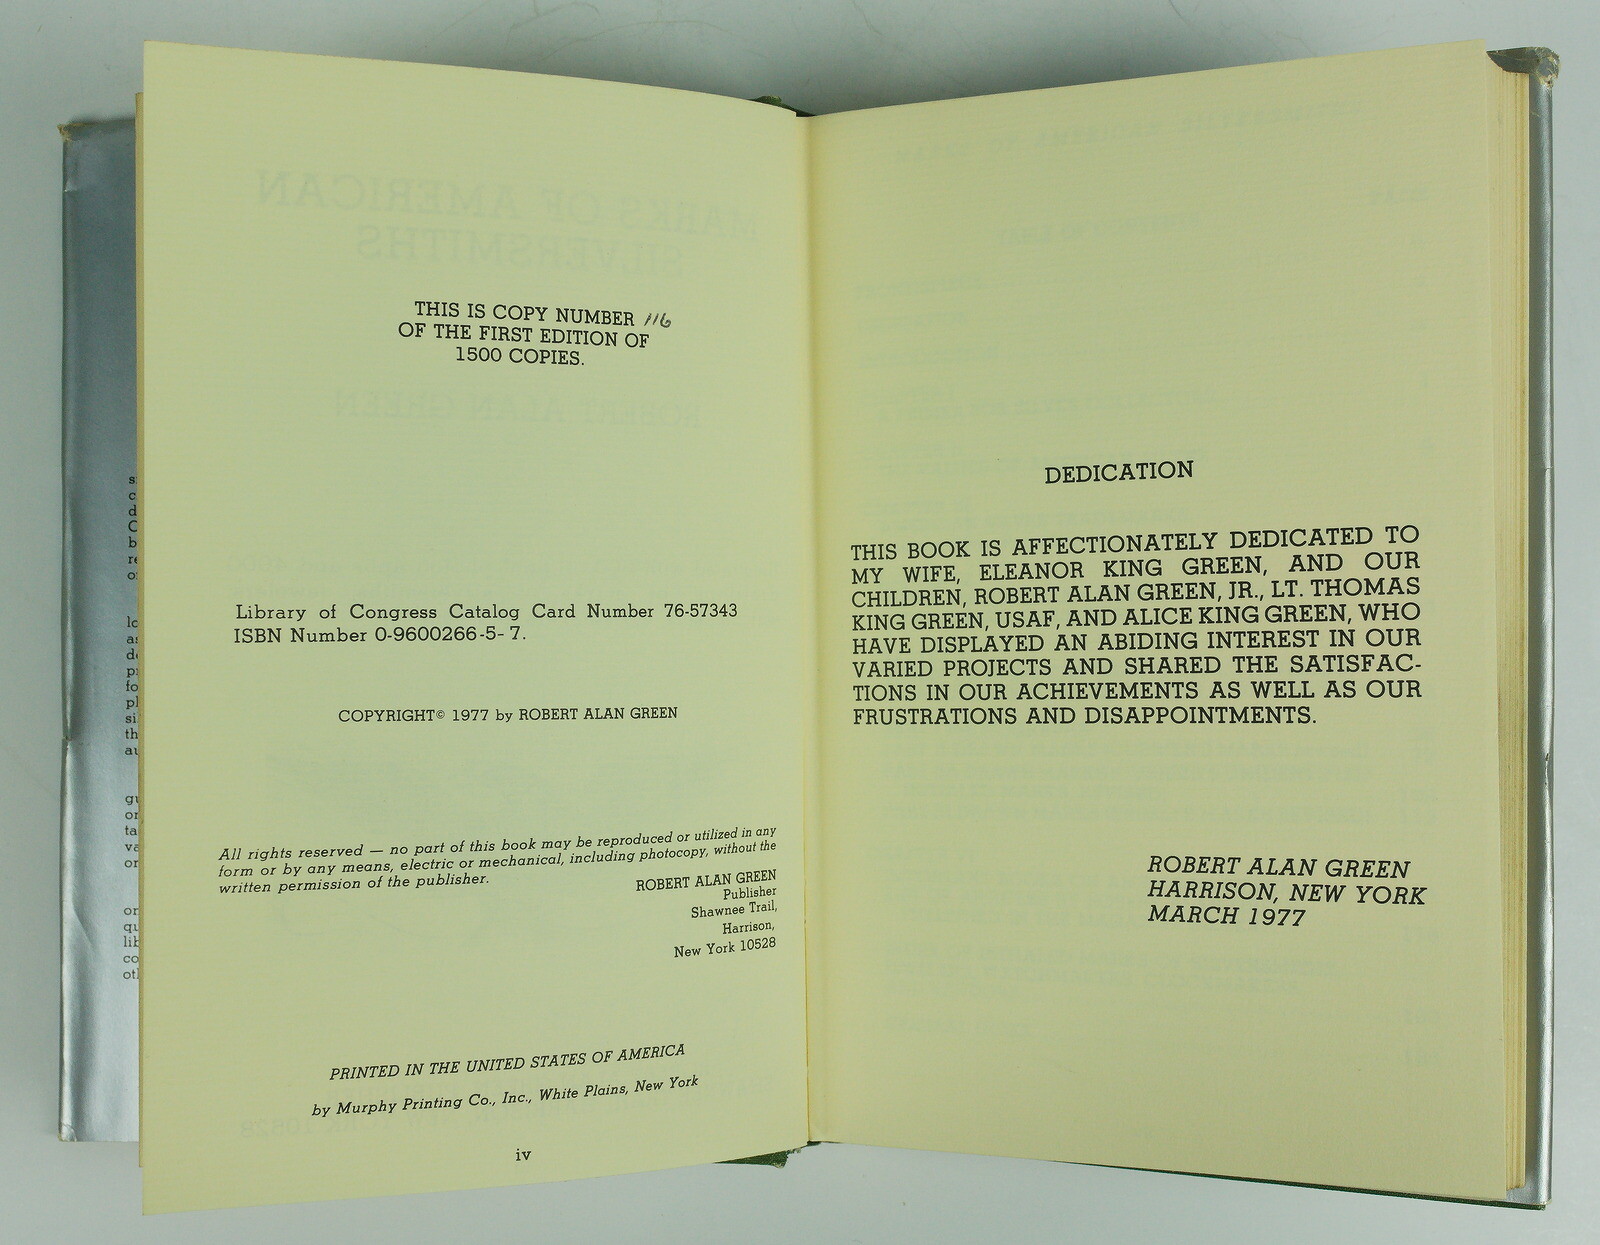 THIS IS COPY NUMBER 116
OF THE FIRST EDITION OF
1500 COPIES.
Library of Congress Catalog Card Number 76-57343
ISBN Number 0-9600266-5-7.
COPYRIGHT© 1977 by ROBERT ALAN GREEN
All rights reserved — no part of this book may be reproduced or utilized in any
form or by any means, electric or mechanical, including photocopy, without the
written permission of the publisher.
ROBERT ALAN GREEN
Publisher
Shawnee Trail,
Harrison,
New York 10528
PRINTED IN THE UNITED STATES OF AMERICA
by Murphy Printing Co., Inc., White Plains, New York
iv
DEDICATION
THIS BOOK IS AFFECTIONATELY DEDICATED TO
MY WIFE, ELEANOR KING GREEN, AND OUR
CHILDREN, ROBERT ALAN GREEN, JR., LT. THOMAS
KING GREEN, USAF, AND ALICE KING GREEN, WHO
HAVE DISPLAYED AN ABIDING INTEREST IN OUR
VARIED PROJECTS AND SHARED THE SATISFAC-
TIONS IN OUR ACHIEVEMENTS AS WELL AS OUR
FRUSTRATIONS AND DISAPPOINTMENTS.
ROBERT ALAN GREEN
HARRISON, NEW YORK
MARCH 1977